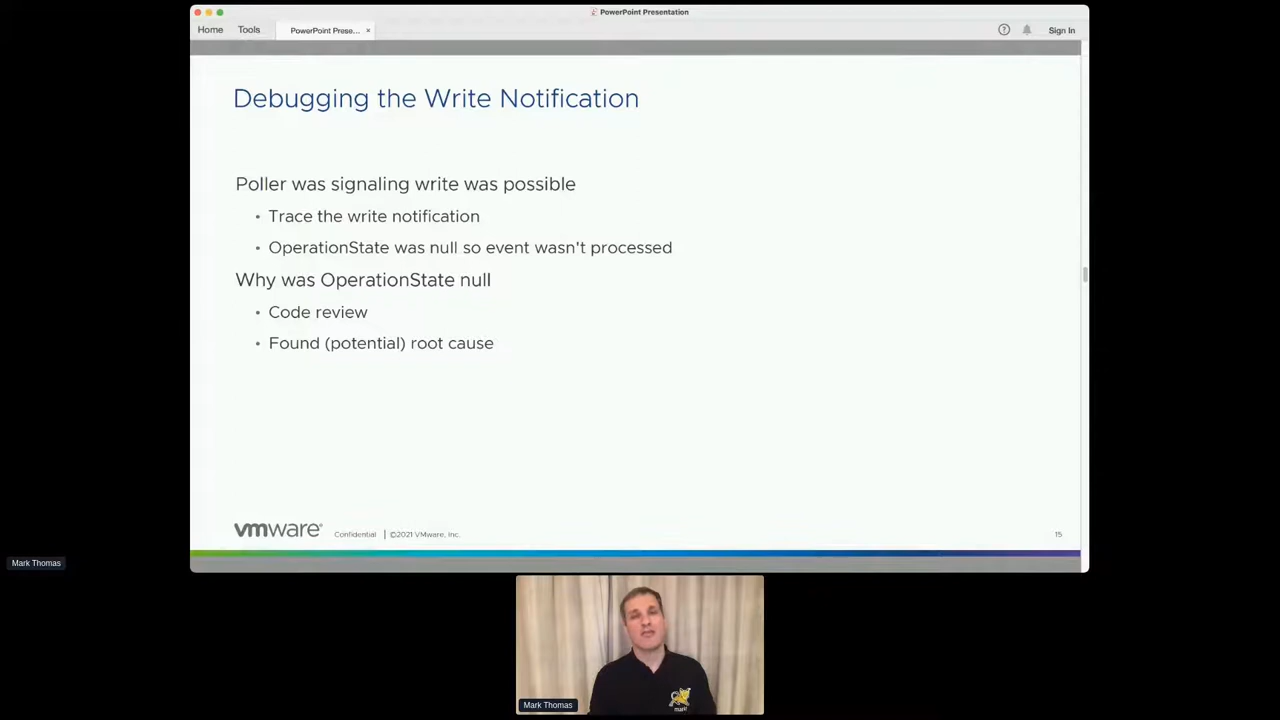 PowerPoint Presentation
Home
Tools
PowerPoint Prese...
×
Sign In
Debugging the Write Notification
Poller was signaling write was possible
• Trace the write notification
• OperationState was null so event wasn't processed
Why was OperationState null
• Code review
• Found (potential) root cause
vmware®
Confidential | ©2021 VMware, Inc.
15
Mark Thomas
Mark Thomas